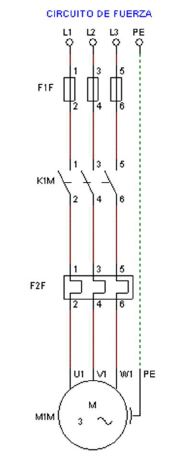 CIRCUITO DE FUERZA
L1 L2 L3 PE
1 3 5
F1F
2 4 6
1 3 5
K1M
2 4 6
1 3 5
F2F
2 4 6
U1 V1 W1 PE
M
M1M
3